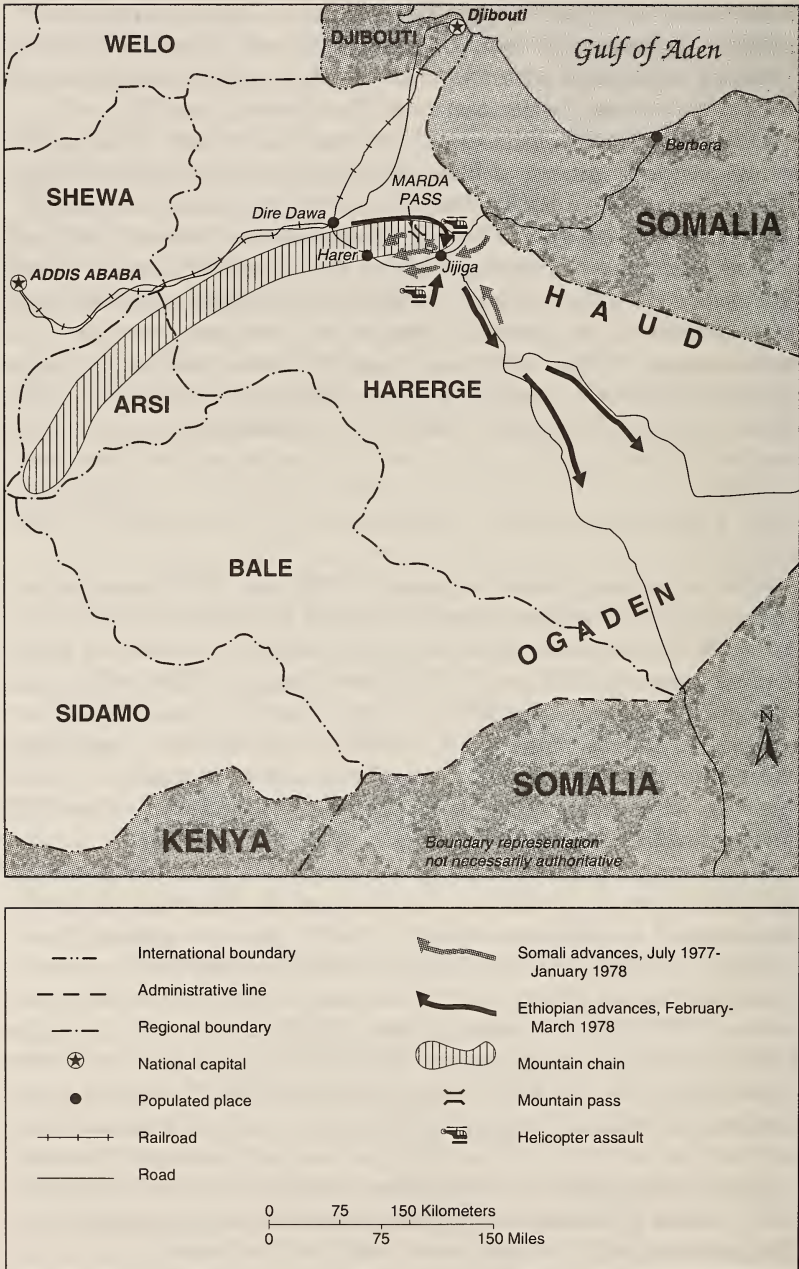 WELO
DJIBOUTI
Djibouti
Gulf of Aden
Berbera
SHEWA
MARDA
PASS
Dire Dawa
SOMALIA
ADDIS ABABA
Harer
Jijiga
HAUD
ARSI
HARERGE
BALE
OGADEN
SIDAMO
N
SOMALIA
KENYA
Boundary representation
not necessarily authoritative
International boundary
Administrative line
Regional boundary
National capital
Populated place
Railroad
Road
Somali advances, July 1977-
January 1978
Ethiopian advances, February-
March 1978
Mountain chain
Mountain pass
Helicopter assault
0 75 150 Kilometers
0 75 150 Miles